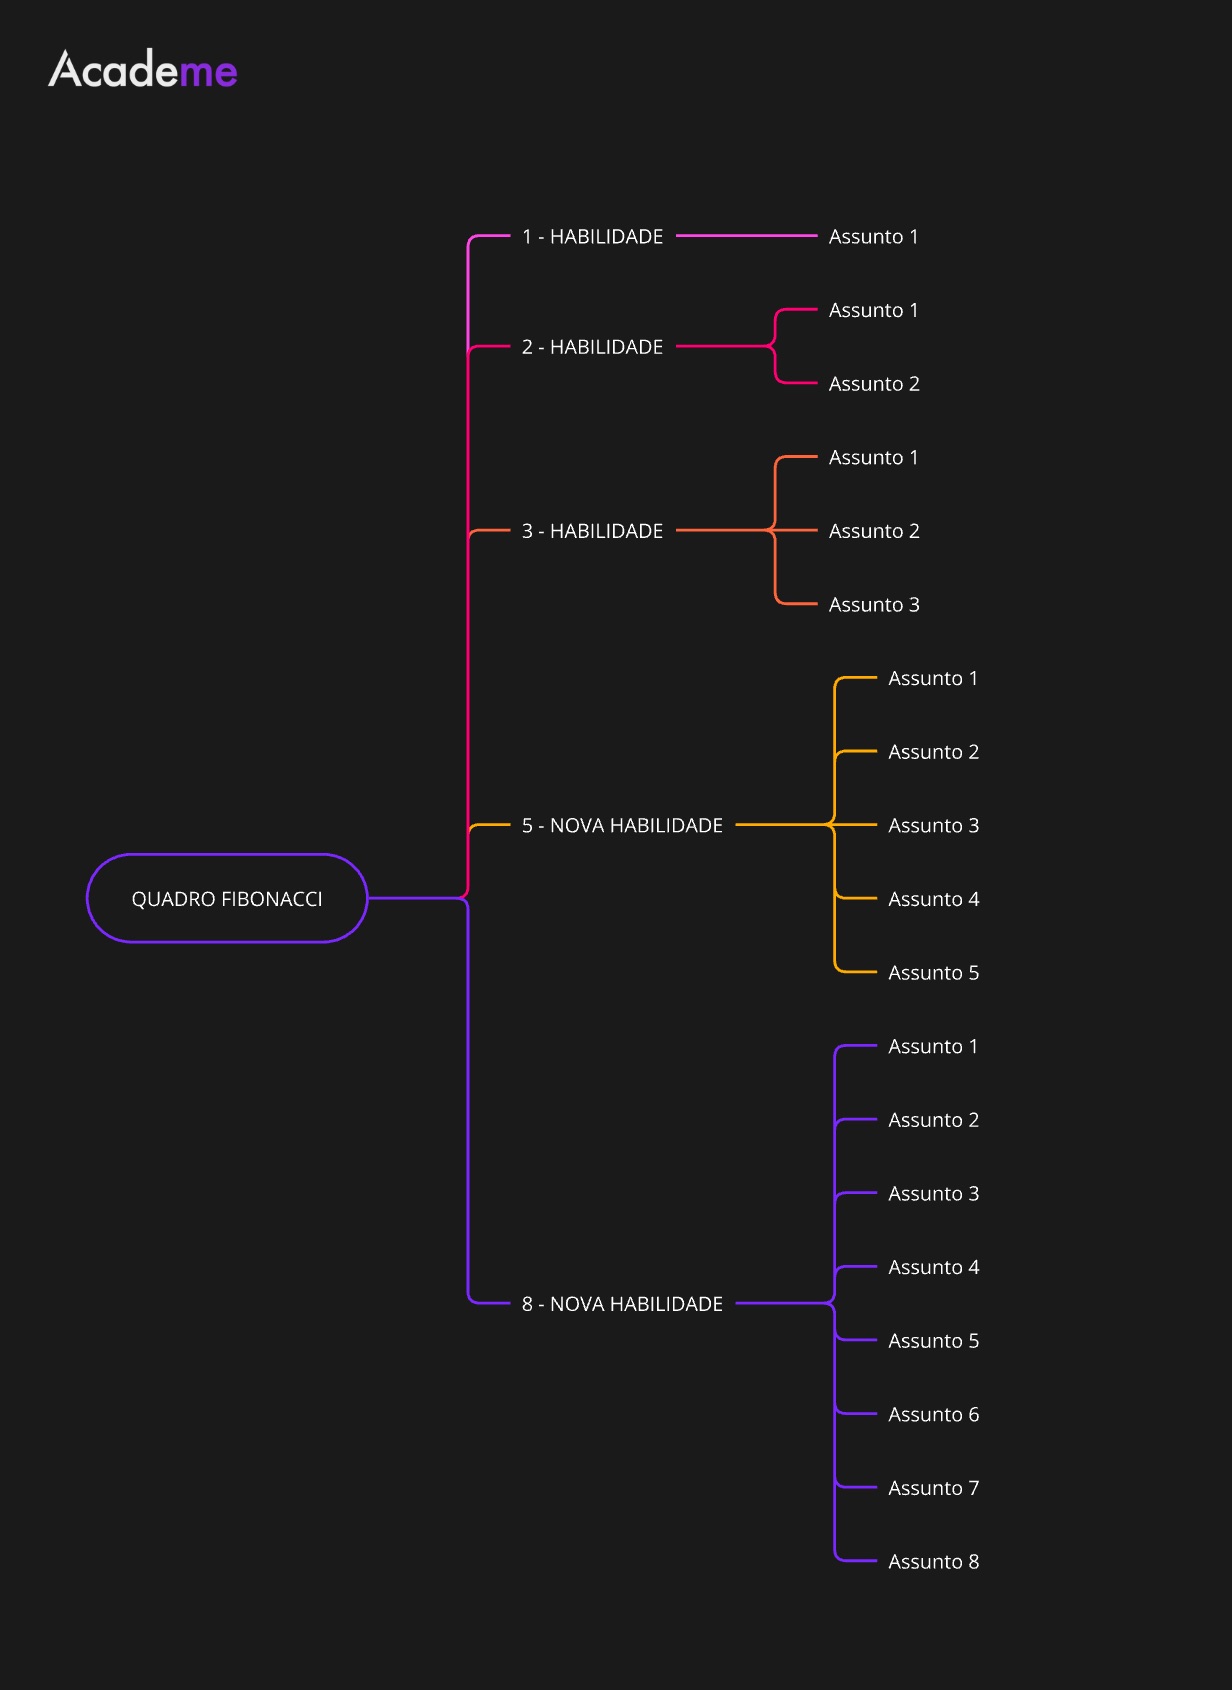 Academe
1 - HABILIDADE
Assunto 1
2 - HABILIDADE
Assunto 1
Assunto 2
3 - HABILIDADE
Assunto 1
Assunto 2
Assunto 3
5 - NOVA HABILIDADE
Assunto 1
Assunto 2
Assunto 3
Assunto 4
Assunto 5
QUADRO FIBONACCI
8 - NOVA HABILIDADE
Assunto 1
Assunto 2
Assunto 3
Assunto 4
Assunto 5
Assunto 6
Assunto 7
Assunto 8